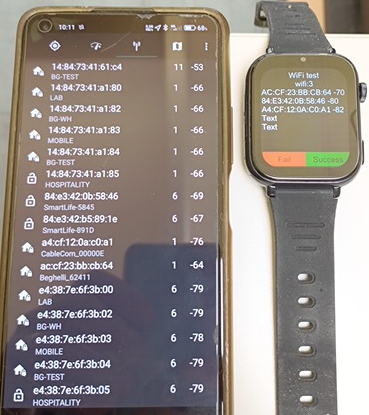 10:11
68%
14:84:73:41:61:c4 11 -53
BG-TEST
14:84:73:41:a1:80 1 -66
LAB
14:84:73:41:a1:82 1 -66
BG-WH
14:84:73:41:a1:83 1 -66
MOBILE
14:84:73:41:a1:84 1 -66
BG-TEST
14:84:73:41:a1:85 1 -66
HOSPITALITY
84:e3:42:0b:58:46 6 -69
SmartLife-5845
84:e3:42:b5:89:1e 6 -67
SmartLife-891D
a4:cf:12:0a:c0:a1 1 -76
CableCom_00000E
ac:cf:23:bb:cb:64 1 -64
Beghelli_62411
e4:38:7e:6f:3b:00 6 -79
LAB
e4:38:7e:6f:3b:02 6 -79
BG-WH
e4:38:7e:6f:3b:03 6 -78
MOBILE
e4:38:7e:6f:3b:04 6 -79
BG-TEST
e4:38:7e:6f:3b:05 6 -79
HOSPITALITY
WiFi test
wifi:3
AC:CF:23:BB:CB:64 -70
84:E3:42:0B:58:46 -80
A4:CF:12:0A:C0:A1 -82
Text
Text
Fail Success